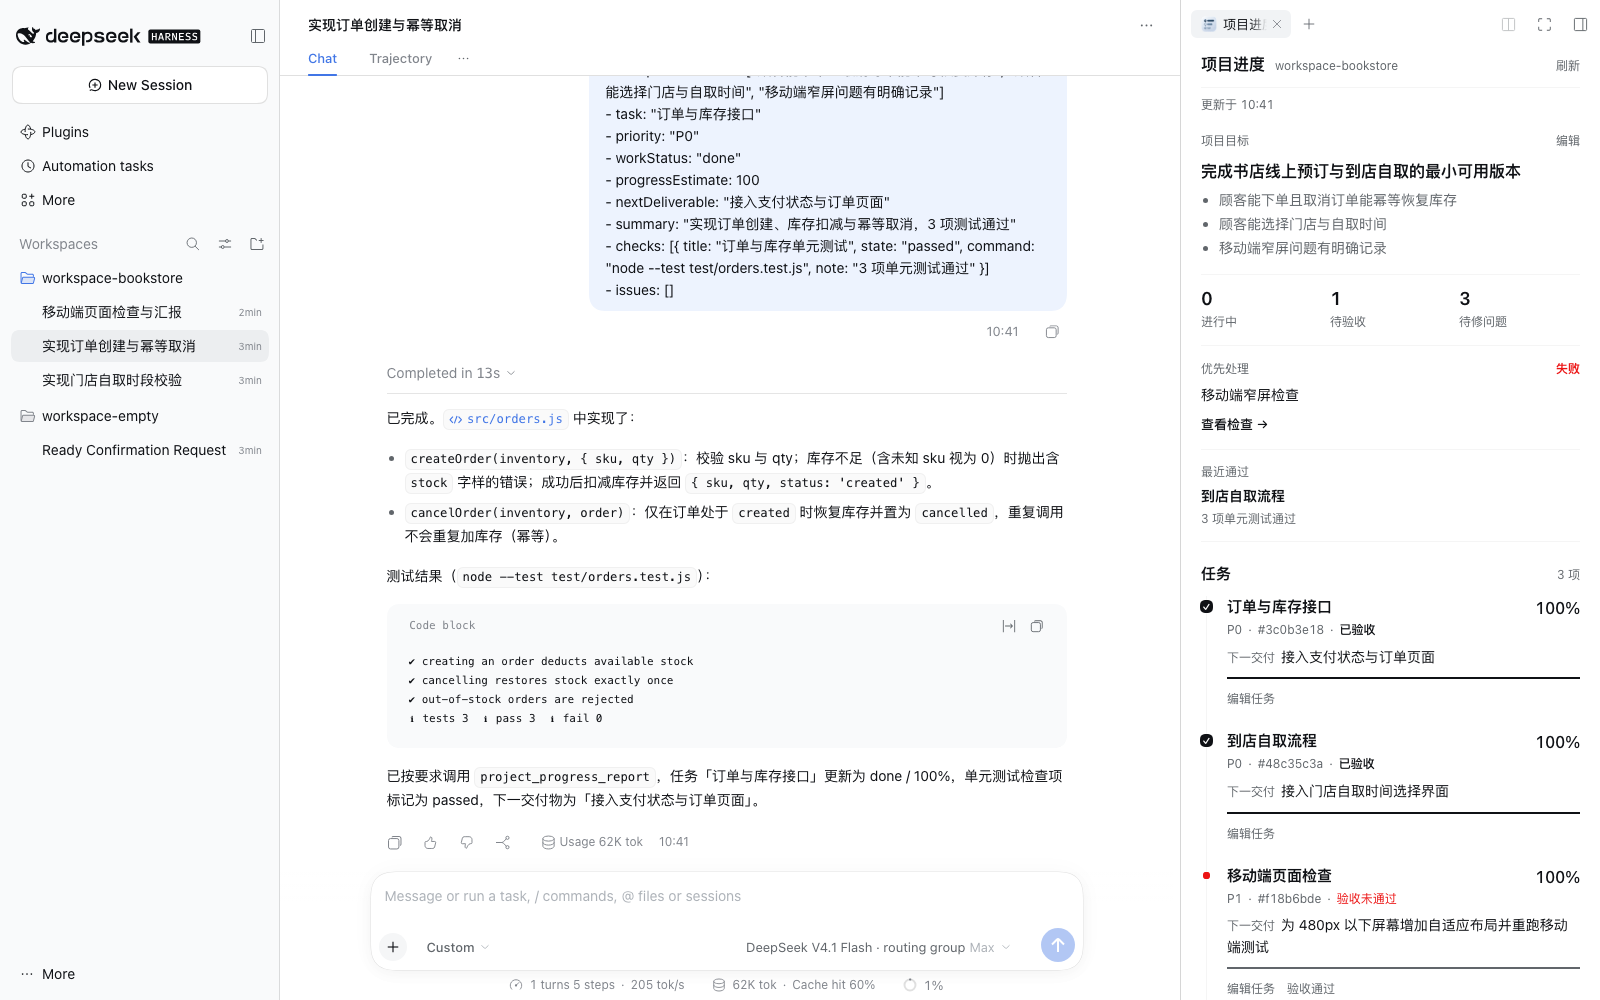 deepseek HARNESS
New Session
Plugins
Automation tasks
More
Workspaces
workspace-bookstore
移动端页面检查与汇报 2min
实现订单创建与幂等取消 3min
实现门店自取时段校验 3min
workspace-empty
Ready Confirmation Request 3min
More
实现订单创建与幂等取消
Chat Trajectory
能选择门店与自取时间", "移动端窄屏问题有明确记录"]
- task: "订单与库存接口"
- priority: "P0"
- workStatus: "done"
- progressEstimate: 100
- nextDeliverable: "接入支付状态与订单页面"
- summary: "实现订单创建、库存扣减与幂等取消，3 项测试通过"
- checks: [{ title: "订单与库存单元测试", state: "passed", command:
"node --test test/orders.test.js", note: "3 项单元测试通过" }]
- issues: []
10:41
Completed in 13s
已完成。 src/orders.js 中实现了：
createOrder(inventory, { sku, qty }) ：校验 sku 与 qty；库存不足（含未知 sku 视为 0）时抛出含
stock 字样的错误；成功后扣减库存并返回 { sku, qty, status: 'created' } 。
cancelOrder(inventory, order) ：仅在订单处于 created 时恢复库存并置为 cancelled ，重复调用
不会重复加库存（幂等）。
测试结果（ node --test test/orders.test.js ）：
Code block
✔ creating an order deducts available stock
✔ cancelling restores stock exactly once
✔ out-of-stock orders are rejected
ℹ tests 3 ℹ pass 3 ℹ fail 0
已按要求调用 project_progress_report ，任务「订单与库存接口」更新为 done / 100%，单元测试检查项
标记为 passed，下一交付物为「接入支付状态与订单页面」。
Usage 62K tok 10:41
Message or run a task, / commands, @ files or sessions
Custom DeepSeek V4.1 Flash · routing group Max
1 turns 5 steps · 205 tok/s 62K tok · Cache hit 60% 1%
项目进
项目进度 workspace-bookstore 刷新
更新于 10:41
项目目标 编辑
完成书店线上预订与到店自取的最小可用版本
顾客能下单且取消订单能幂等恢复库存
顾客能选择门店与自取时间
移动端窄屏问题有明确记录
0 1 3
进行中 待验收 待修问题
优先处理 失败
移动端窄屏检查
查看检查 →
最近通过
到店自取流程
3 项单元测试通过
任务 3 项
订单与库存接口 100%
P0 · #3c0b3e18 · 已验收
下一交付 接入支付状态与订单页面
编辑任务
到店自取流程 100%
P0 · #48c35c3a · 已验收
下一交付 接入门店自取时间选择界面
编辑任务
移动端页面检查 100%
P1 · #f18b6bde · 验收未通过
下一交付 为 480px 以下屏幕增加自适应布局并重跑移动
端测试
编辑任务 验收通过